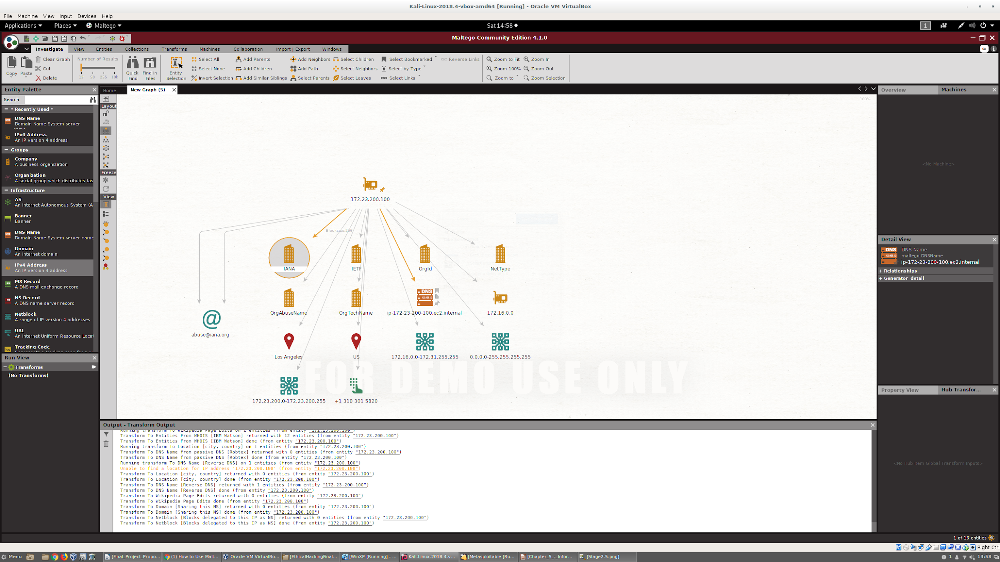 Kali-Linux-2018.4-vbox-amd64 [Running] - Oracle VM VirtualBox
File Machine View Input Devices Help
Applications Places Maltego Sat 14:58 1
Maltego Community Edition 4.1.0
Investigate View Entities Collections Transforms Machines Collaboration Import | Export Windows
Copy Paste Clear Graph Cut Delete
Number of Results
12 50 255 10k
Quick Find
Find in Files
Entity Selection
Select All
Select None
Invert Selection
Add Parents
Add Children
Add Similar Siblings
Add Neighbors
Add Path
Select Parents
Select Children
Select Neighbors
Select Leaves
Select Bookmarked
Select by Type
Select Links
Reverse Links
Zoom to Fit
Zoom 100%
Zoom to
Zoom In
Zoom Out
Zoom Selection
Entity Palette
Search:
* Recently Used *
DNS Name
Domain Name System server
IPv4 Address
An IP version 4 address
Groups
Company
A business organization
Organization
A social group which distributes tas
Infrastructure
AS
An internet Autonomous System (A
Banner
Banner
DNS Name
Domain Name System server name
Domain
An internet domain
IPv4 Address
An IP version 4 address
MX Record
A DNS mail exchange record
NS Record
A DNS name server record
Netblock
A range of IP version 4 addresses
URL
An internet Uniform Resource Locat
Tracking Code
Run View
Transforms
(No Transforms)
Home New Graph (5)
Layout
Freeze
View
100%
172.23.200.100
Blocksize:256
IANA
IETF
OrgId
NetType
OrgAbuseName
OrgTechName
DNS
ip-172-23-200-100.ec2.internal
172.16.0.0
@
abuse@iana.org
Los Angeles
US
172.16.0.0-172.31.255.255
0.0.0.0-255.255.255.255
FOR DEMO USE ONLY
172.23.200.0-172.23.200.255
+1 310 301 5820
Output - Transform Output
Running transform To Wikipedia Page Edits on 1 entities (from entity "172.23.200.100")
Transform To Entities From WHOIS [IBM Watson] returned with 12 entities (from entity "172.23.200.100")
Transform To Entities From WHOIS [IBM Watson] done (from entity "172.23.200.100")
Running transform To Location [city, country] on 1 entities (from entity "172.23.200.100")
Transform To DNS Name from passive DNS [Robtex] returned with 0 entities (from entity "172.23.200.100")
Transform To DNS Name from passive DNS [Robtex] done (from entity "172.23.200.100")
Running transform To DNS Name [Reverse DNS] on 1 entities (from entity "172.23.200.100")
Unable to find a location for IP address '172.23.200.100' (from entity "172.23.200.100")
Transform To Location [city, country] returned with 0 entities (from entity "172.23.200.100")
Transform To Location [city, country] done (from entity "172.23.200.100")
Transform To DNS Name [Reverse DNS] returned with 1 entities (from entity "172.23.200.100")
Transform To DNS Name [Reverse DNS] done (from entity "172.23.200.100")
Transform To Wikipedia Page Edits returned with 0 entities (from entity "172.23.200.100")
Transform To Wikipedia Page Edits done (from entity "172.23.200.100")
Transform To Domain [Sharing this NS] returned with 0 entities (from entity "172.23.200.100")
Transform To Domain [Sharing this NS] done (from entity "172.23.200.100")
Transform To Netblock [Blocks delegated to this IP as NS] returned with 0 entities (from entity "172.23.200.100")
Transform To Netblock [Blocks delegated to this IP as NS] done (from entity "172.23.200.100")
Overview Machines
<No Machine>
Detail View
DNS
DNS Name
maltego.DNSName
ip-172-23-200-100.ec2.internal
+ Relationships
+ Generator detail
Property View Hub Transfor...
<No Hub Item Global Transform Inputs>
1 of 16 entities
Right Ctrl
Menu [Final_Project_Propo... (1) How to Use Malt... Oracle VM VirtualBo... [EthicalHackingFinal... [WinXP [Running] - ... Kali-Linux-2018.4-v... [Metasploitable [Ru... [Chapter_5_-_Infor... [Stage2-5.png] 1 13:58